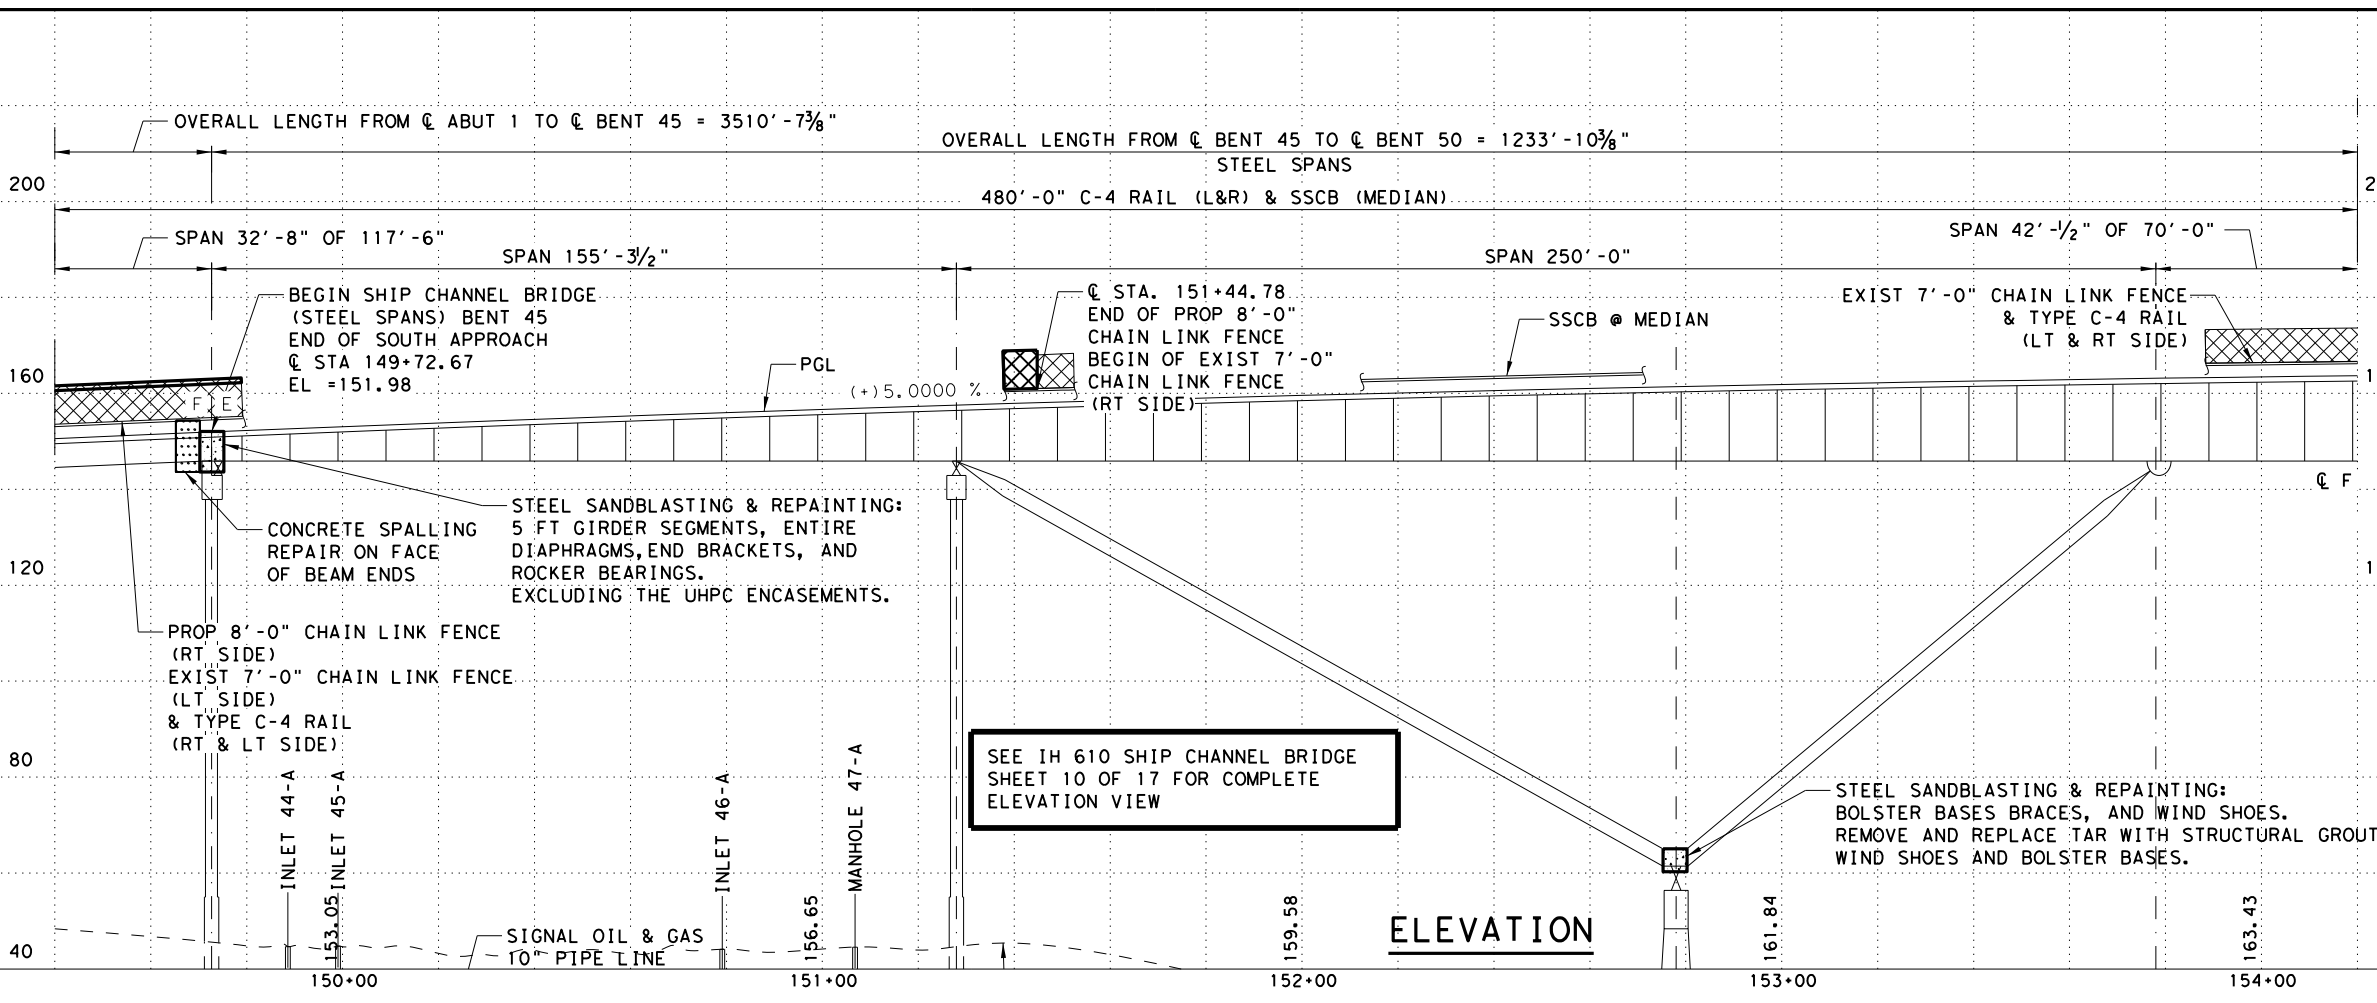 OVERALL LENGTH FROM ℄ ABUT 1 TO ℄ BENT 45 = 3510'-7⅜"
OVERALL LENGTH FROM ℄ BENT 45 TO ℄ BENT 50 = 1233'-10⅜"
STEEL SPANS
200
2
480'-0" C-4 RAIL (L&R) & SSCB (MEDIAN)
SPAN 32'-8" OF 117'-6"
SPAN 155'-3½"
SPAN 250'-0"
SPAN 42'-½" OF 70'-0"
BEGIN SHIP CHANNEL BRIDGE
(STEEL SPANS) BENT 45
END OF SOUTH APPROACH
℄ STA 149+72.67
EL =151.98
℄ STA. 151+44.78
END OF PROP 8'-0"
CHAIN LINK FENCE
BEGIN OF EXIST 7'-0"
CHAIN LINK FENCE
(RT SIDE)
SSCB @ MEDIAN
EXIST 7'-0" CHAIN LINK FENCE
& TYPE C-4 RAIL
(LT & RT SIDE)
160
1
PGL
(+)5.0000 %
F E
℄ F
STEEL SANDBLASTING & REPAINTING:
5 FT GIRDER SEGMENTS, ENTIRE
DIAPHRAGMS, END BRACKETS, AND
ROCKER BEARINGS.
EXCLUDING THE UHPC ENCASEMENTS.
CONCRETE SPALLING
REPAIR ON FACE
OF BEAM ENDS
120
1
PROP 8'-0" CHAIN LINK FENCE
(RT SIDE)
EXIST 7'-0" CHAIN LINK FENCE
(LT SIDE)
& TYPE C-4 RAIL
(RT & LT SIDE)
80
SEE IH 610 SHIP CHANNEL BRIDGE
SHEET 10 OF 17 FOR COMPLETE
ELEVATION VIEW
STEEL SANDBLASTING & REPAINTING:
BOLSTER BASES BRACES, AND WIND SHOES.
REMOVE AND REPLACE TAR WITH STRUCTURAL GROUT
WIND SHOES AND BOLSTER BASES.
INLET 44-A
153.05
INLET 45-A
INLET 46-A
156.65
MANHOLE 47-A
159.58
161.84
163.43
SIGNAL OIL & GAS
10" PIPE LINE
ELEVATION
40
150+00
151+00
152+00
153+00
154+00